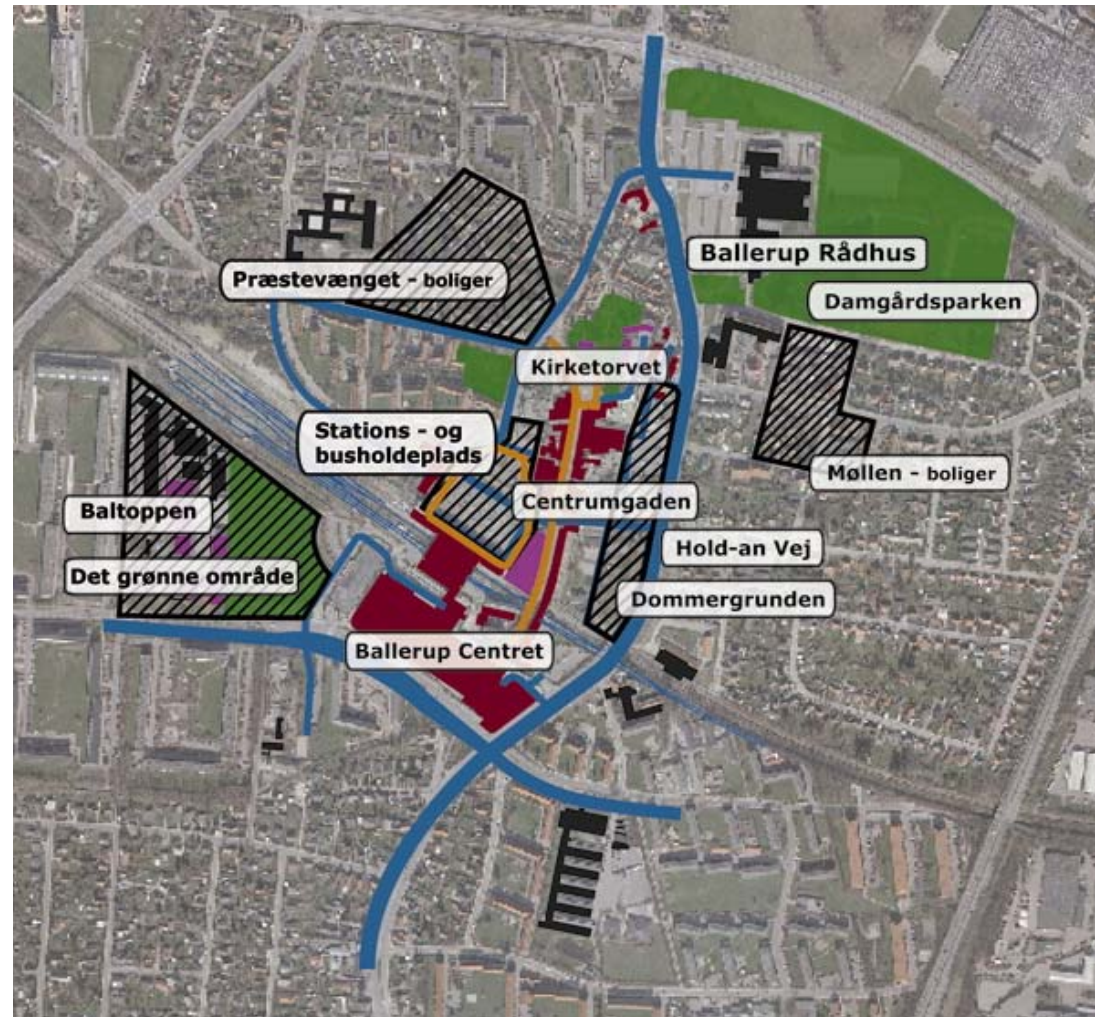 Ballerup Rådhus
Præstevænget - boliger
Damgårdsparken
Kirketorvet
Stations - og
busholdeplads
Møllen - boliger
Centrumgaden
Baltoppen
Hold-an Vej
Det grønne område
Dommergrunden
Ballerup Centret